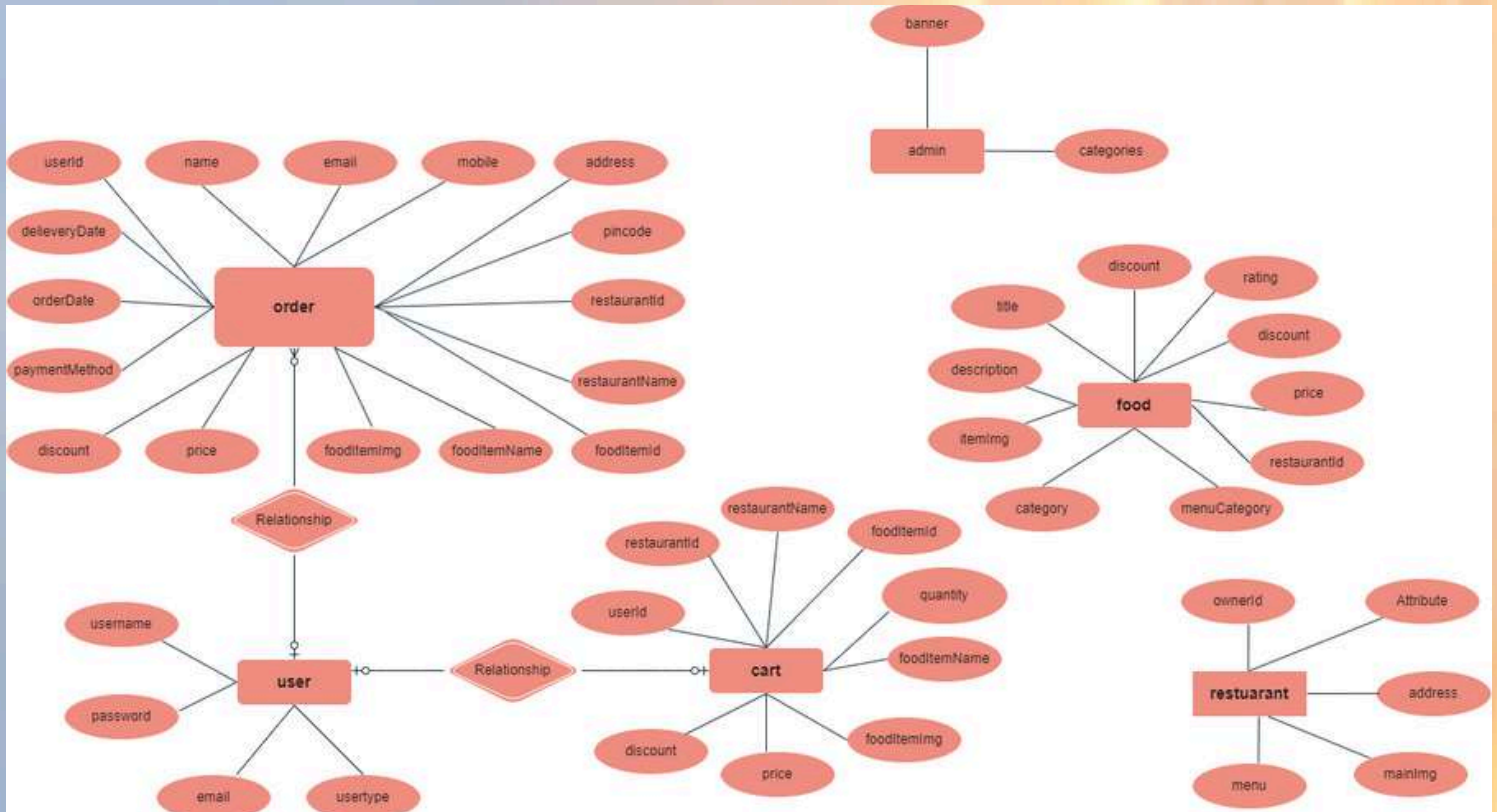 banner
admin
categories
userId
name
email
mobile
address
delieveryDate
pincode
orderDate
order
restaurantId
paymentMethod
restaurantName
discount
price
foodItemImg
foodItemName
foodItemId
Relationship
discount
rating
title
discount
description
food
price
itemImg
restaurantId
category
menuCategory
restaurantName
restaurantId
foodItemId
userId
quantity
foodItemName
cart
discount
price
foodItemImg
Relationship
username
user
password
email
usertype
ownerId
Attribute
restuarant
address
menu
mainImg